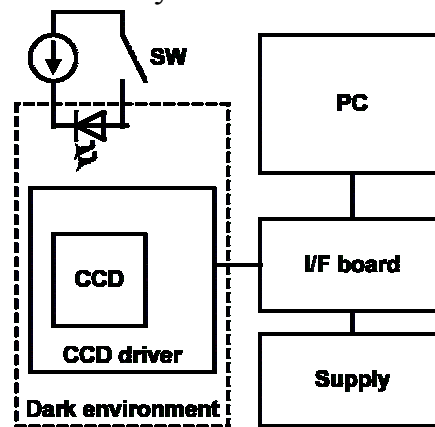 SW
PC
I/F board
CCD
CCD driver
Supply
Dark environment